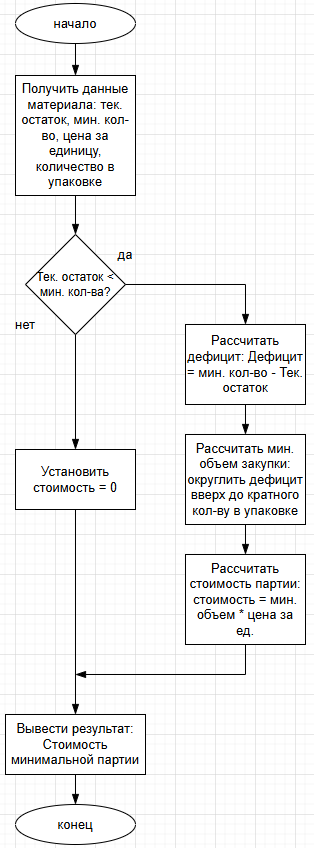 начало
Получить данные
материала: тек.
остаток, мин. кол-
во, цена за
единицу,
количество в
упаковке
да
Тек. остаток <
мин. кол-ва?
нет
Рассчитать
дефицит: Дефицит
= мин. кол-во - Тек.
остаток
Рассчитать мин.
объем закупки:
округлить дефицит
вверх до кратного
кол-ву в упаковке
Установить
стоимость = 0
Рассчитать
стоимость партии:
стоимость = мин.
объем * цена за
ед.
Вывести результат:
Стоимость
минимальной партии
конец